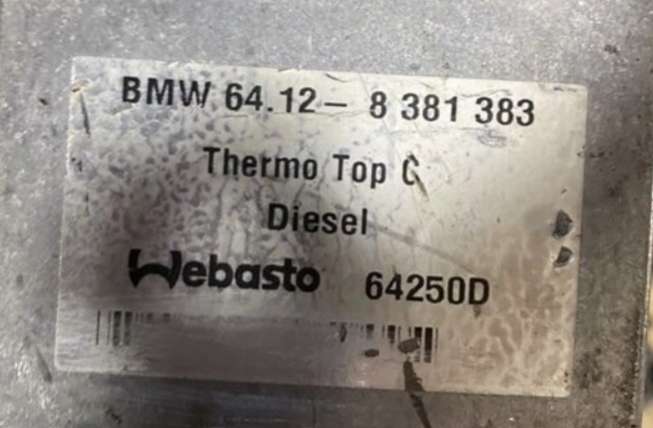 BMW 64.12– 8 381 383
Thermo Top C
Diesel
Webasto 64250D